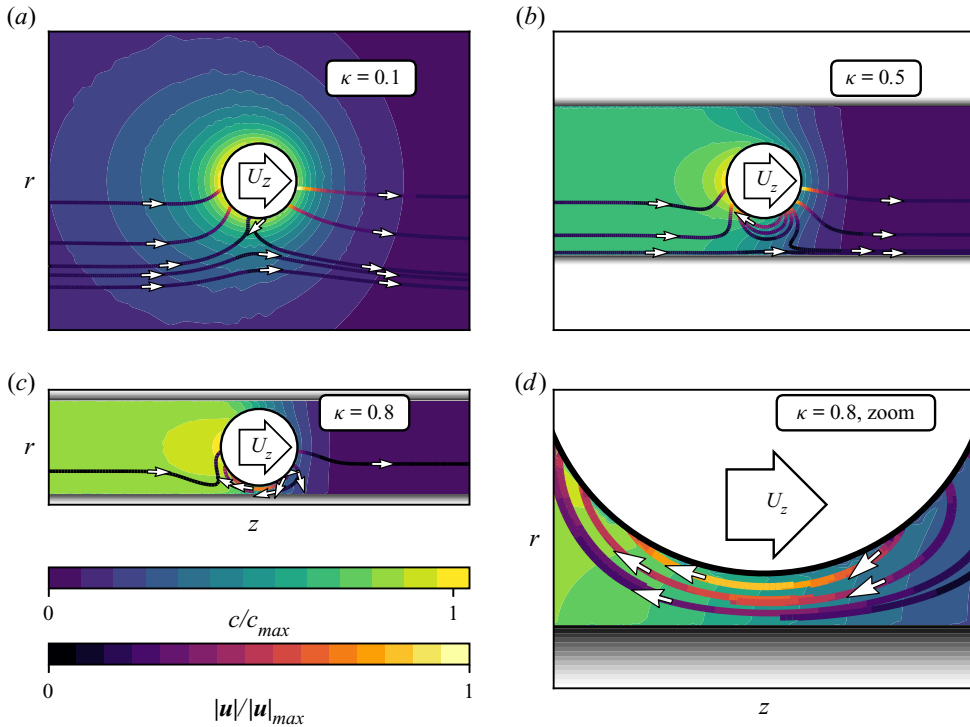 (a)
κ = 0.1
U_z
r
(b)
κ = 0.5
U_z
r
(c)
κ = 0.8
U_z
r
z
(d)
κ = 0.8, zoom
U_z
r
z
0
c/c_max
1
0
|u|/|u|_max
1